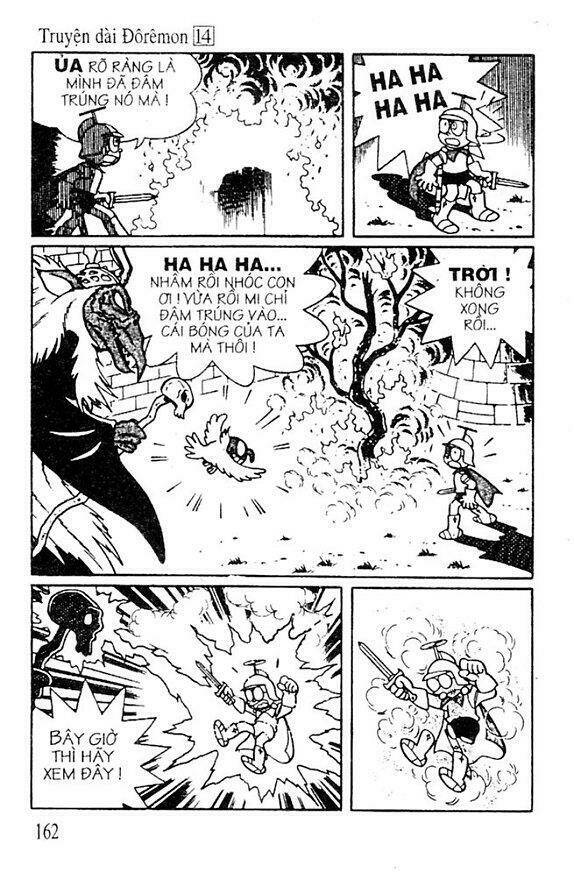 Truyện dài Đôrêmon 14
ỦA RÕ RÀNG LÀ
MÌNH ĐÃ ĐÂM
TRÚNG NÓ MÀ !
HA HA
HA HA
HA HA HA...
NHẦM RỒI NHÓC CON
ƠI ! VỪA RỒI MI CHỈ
ĐÂM TRÚNG VÀO...
CÁI BÓNG CỦA TA
MÀ THÔI !
TRỜI !
KHÔNG
XONG
RỒI...
BÂY GIỜ
THÌ HÃY
XEM ĐÂY !
162